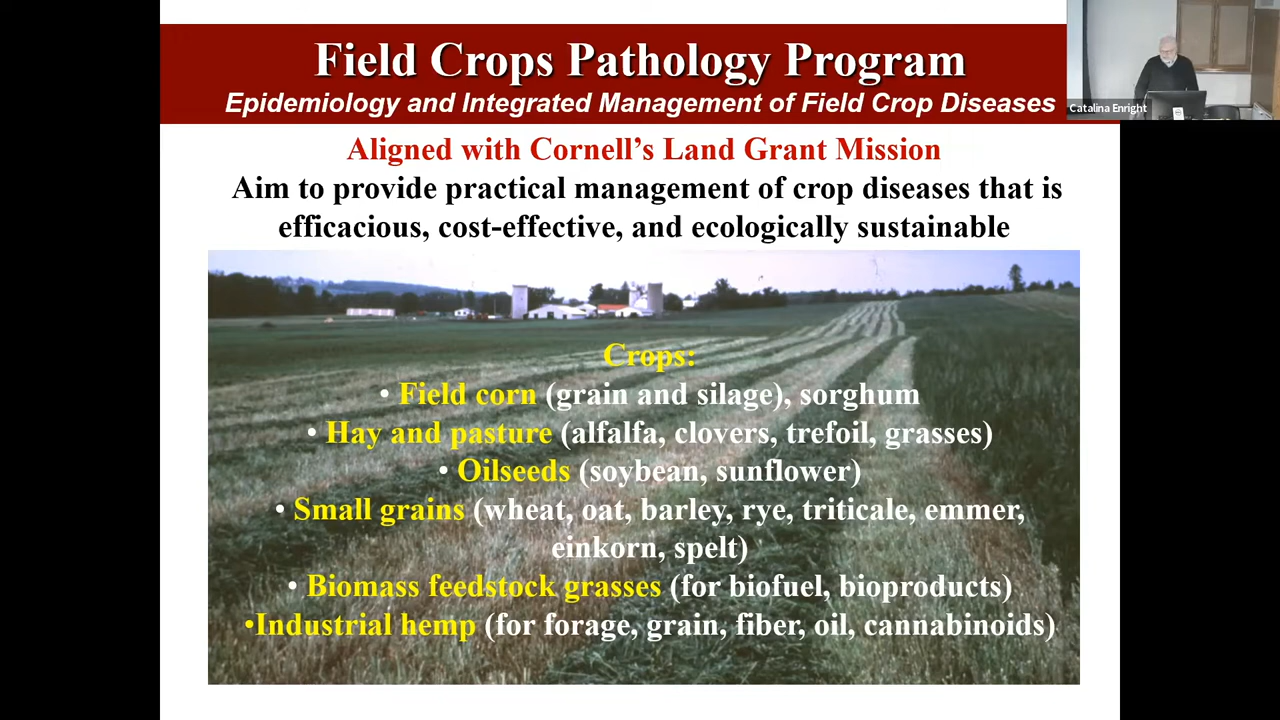 Field Crops Pathology Program
Epidemiology and Integrated Management of Field Crop Diseases
Catalina Enright
Aligned with Cornell’s Land Grant Mission
Aim to provide practical management of crop diseases that is
efficacious, cost-effective, and ecologically sustainable
Crops:
• Field corn (grain and silage), sorghum
• Hay and pasture (alfalfa, clovers, trefoil, grasses)
• Oilseeds (soybean, sunflower)
• Small grains (wheat, oat, barley, rye, triticale, emmer,
einkorn, spelt)
• Biomass feedstock grasses (for biofuel, bioproducts)
•Industrial hemp (for forage, grain, fiber, oil, cannabinoids)